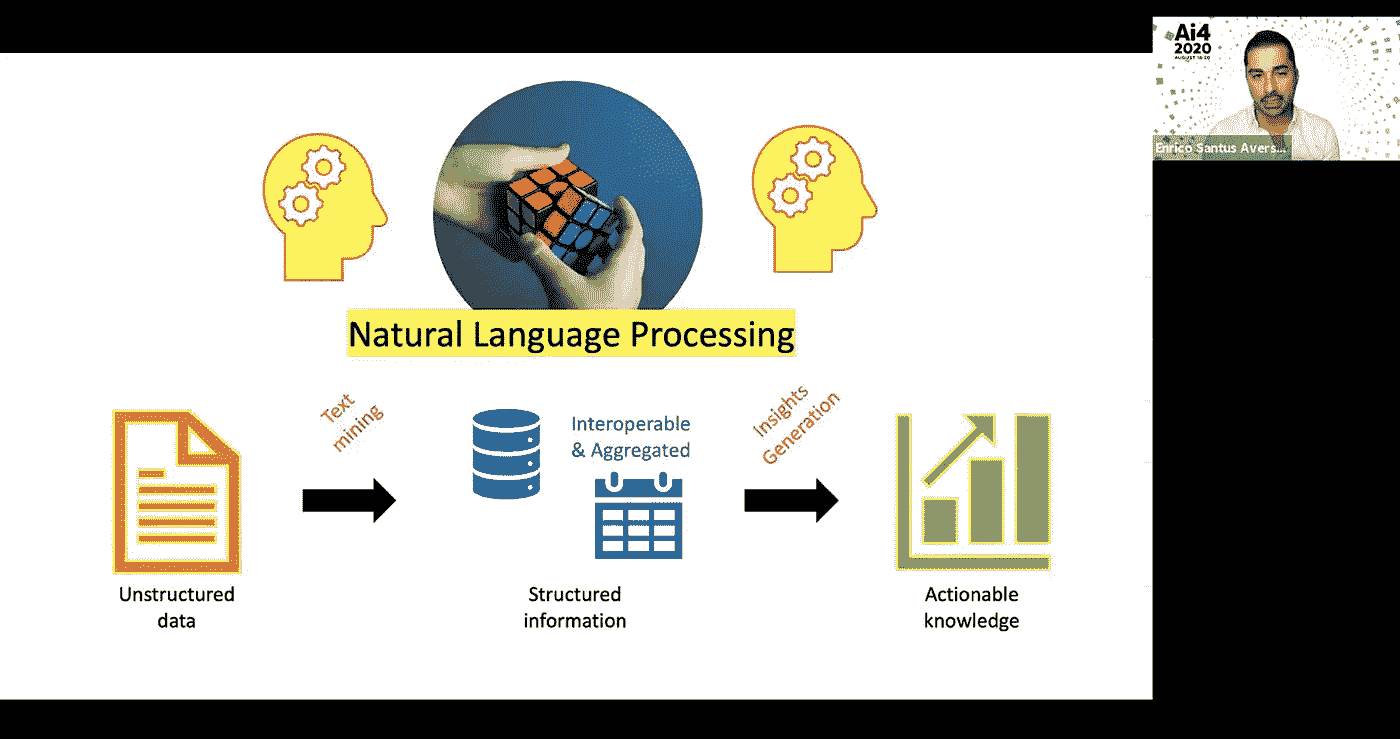 Ai4
2020
AUGUST 18-20
Enrico Santus Avers...
Natural Language Processing
Text
mining
Interoperable
& Aggregated
Insights
Generation
Unstructured
data
Structured
information
Actionable
knowledge